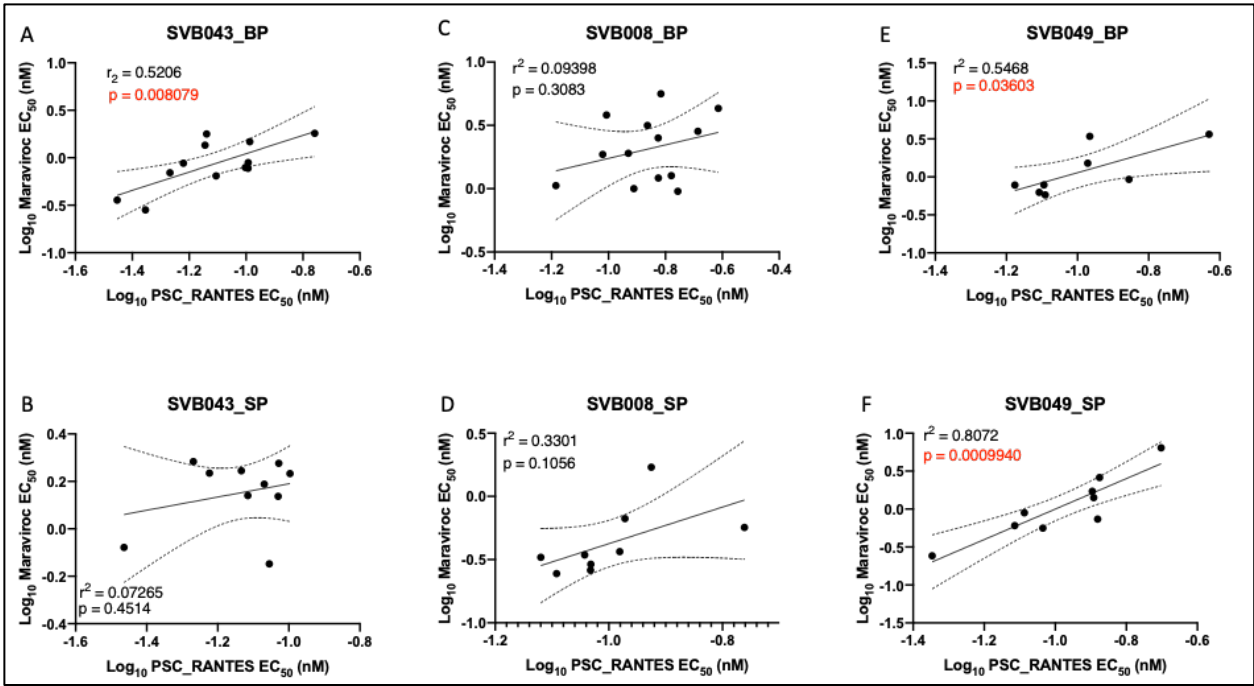 A
SVB043_BP
r2 = 0.5206
p = 0.008079
1.0
0.5
0.0
-0.5
-1.0
-1.6 -1.4 -1.2 -1.0 -0.8 -0.6
Log10 Maraviroc EC50 (nM)
Log10 PSC_RANTES EC50 (nM)
C
SVB008_BP
r2 = 0.09398
p = 0.3083
1.0
0.5
0.0
-0.5
-1.4 -1.2 -1.0 -0.8 -0.6 -0.4
Log10 Maraviroc EC50 (nM)
Log10 PSC_RANTES EC50 (nM)
E
SVB049_BP
r2 = 0.5468
p = 0.03603
1.5
1.0
0.5
0.0
-0.5
-1.0
-1.4 -1.2 -1.0 -0.8 -0.6
Log10 Maraviroc EC50 (nM)
Log10 PSC_RANTES EC50 (nM)
B
SVB043_SP
0.4
0.2
0.0
-0.2
-0.4
r2 = 0.07265
p = 0.4514
-1.6 -1.4 -1.2 -1.0 -0.8
Log10 Maraviroc EC50 (nM)
Log10 PSC_RANTES EC50 (nM)
D
SVB008_SP
r2 = 0.3301
p = 0.1056
0.5
0.0
-0.5
-1.0
-1.2 -1.0 -0.8
Log10 Maraviroc EC50 (nM)
Log10 PSC_RANTES EC50 (nM)
F
SVB049_SP
r2 = 0.8072
p = 0.0009940
1.0
0.5
0.0
-0.5
-1.0
-1.5
-1.4 -1.2 -1.0 -0.8 -0.6
Log10 Maraviroc EC50 (nM)
Log10 PSC_RANTES EC50 (nM)